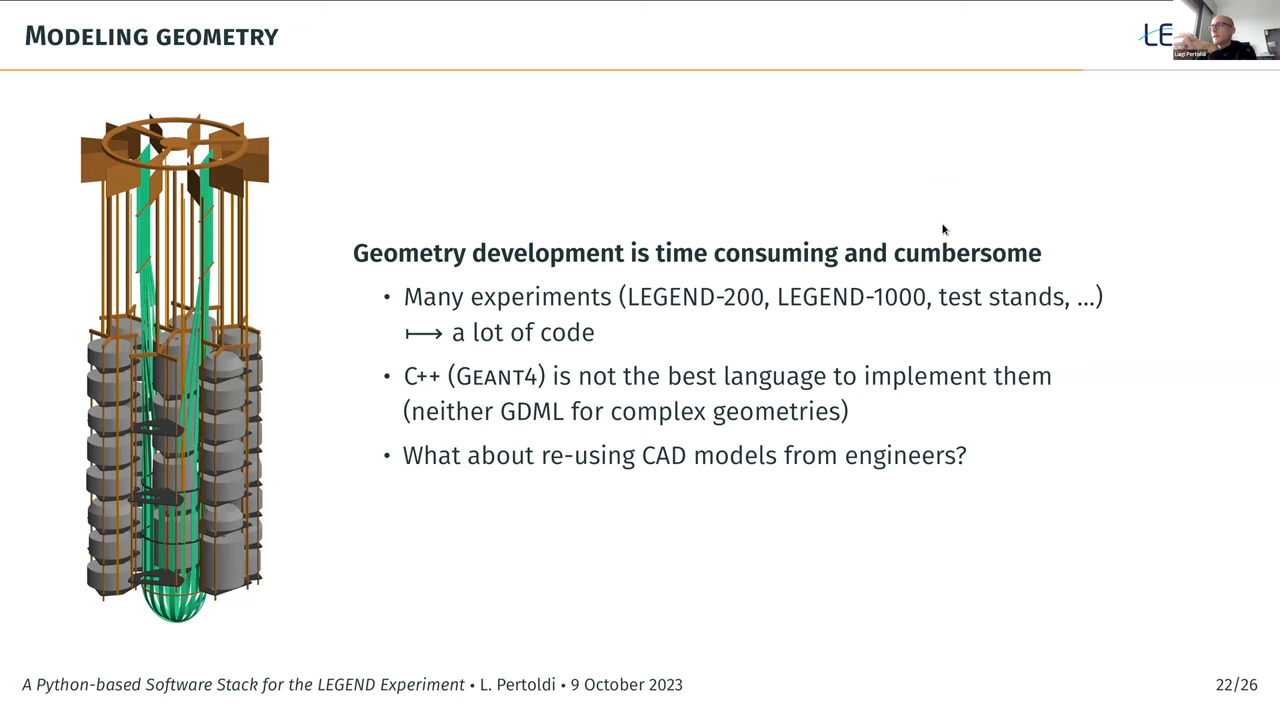 MODELING GEOMETRY
LE
Luigi Pertoldi
Geometry development is time consuming and cumbersome
• Many experiments (LEGEND-200, LEGEND-1000, test stands, ...)
⟼ a lot of code
• C++ (GEANT4) is not the best language to implement them
(neither GDML for complex geometries)
• What about re-using CAD models from engineers?
A Python-based Software Stack for the LEGEND Experiment • L. Pertoldi • 9 October 2023
22/26